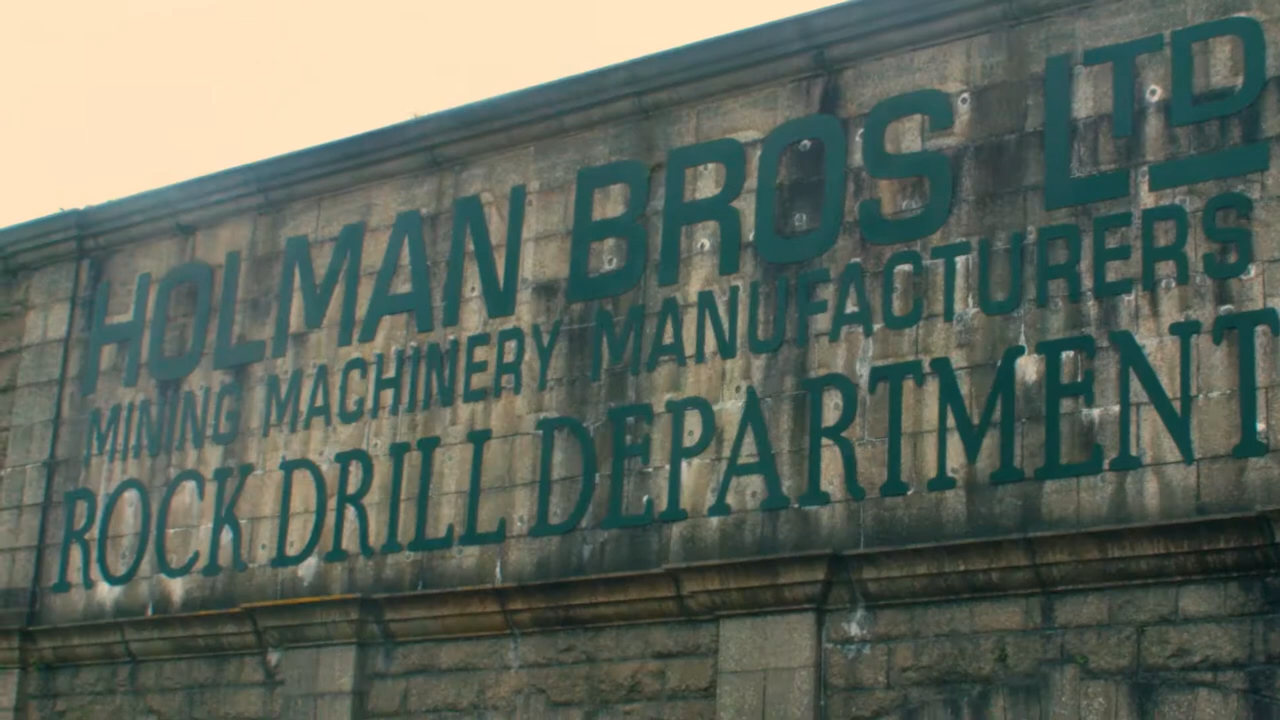 HOLMAN BROS LTD
MINING MACHINERY MANUFACTURERS
ROCK DRILL DEPARTMENT